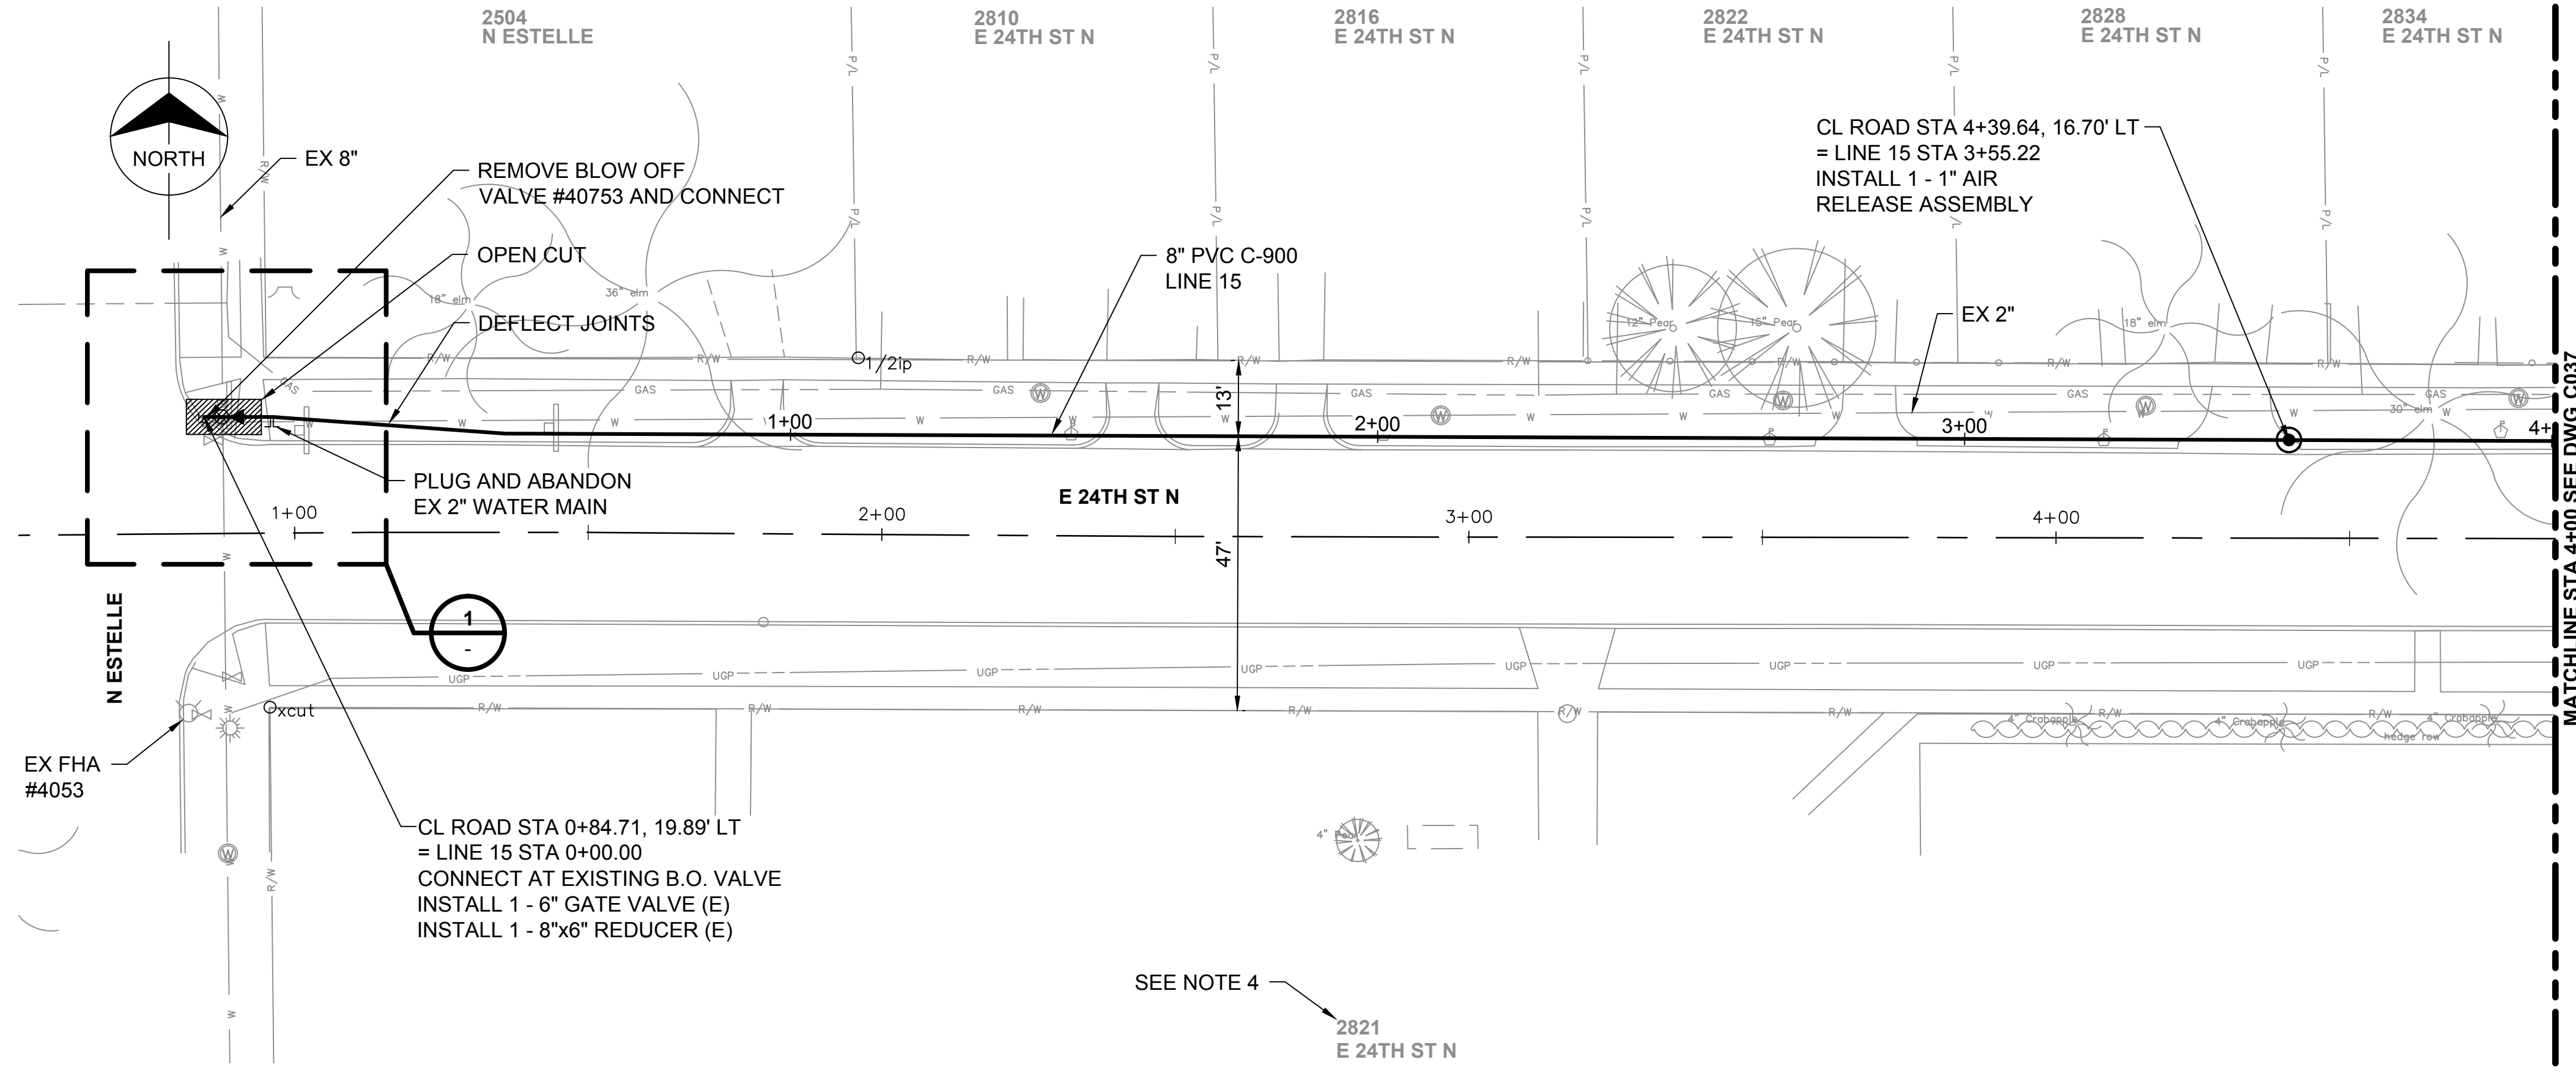 2504
N ESTELLE
2810
E 24TH ST N
2816
E 24TH ST N
2822
E 24TH ST N
2828
E 24TH ST N
2834
E 24TH ST N
NORTH
EX 8"
REMOVE BLOW OFF
VALVE #40753 AND CONNECT
OPEN CUT
DEFLECT JOINTS
8" PVC C-900
LINE 15
CL ROAD STA 4+39.64, 16.70' LT
= LINE 15 STA 3+55.22
INSTALL 1 - 1" AIR
RELEASE ASSEMBLY
EX 2"
P/L
P/L
P/L
P/L
P/L
P/L
P/L
P/L
P/L
P/L
R/W
W
W
18" elm
36" elm
12" Pear
15" Pear
18" elm
30" elm
R/W
R/W
1/2ip
R/W
R/W
R/W
R/W
R/W
R/W
GAS
GAS
GAS
GAS
GAS
GAS
W
W
W
W
W
W
W
W
13'
1+00
2+00
3+00
4+
PLUG AND ABANDON
EX 2" WATER MAIN
E 24TH ST N
1+00
2+00
3+00
4+00
47'
MATCHLINE STA 4+00 SEE DWG C037
N ESTELLE
1
-
UGP
UGP
UGP
UGP
UGP
UGP
UGP
UGP
xcut
R/W
R/W
R/W
R/W
R/W
R/W
R/W
R/W
4" Crabapple
4" Crabapple
4" Crabapple
hedge row
EX FHA
#4053
W
R/W
4" Pear
CL ROAD STA 0+84.71, 19.89' LT
= LINE 15 STA 0+00.00
CONNECT AT EXISTING B.O. VALVE
INSTALL 1 - 6" GATE VALVE (E)
INSTALL 1 - 8"x6" REDUCER (E)
SEE NOTE 4
2821
E 24TH ST N
W